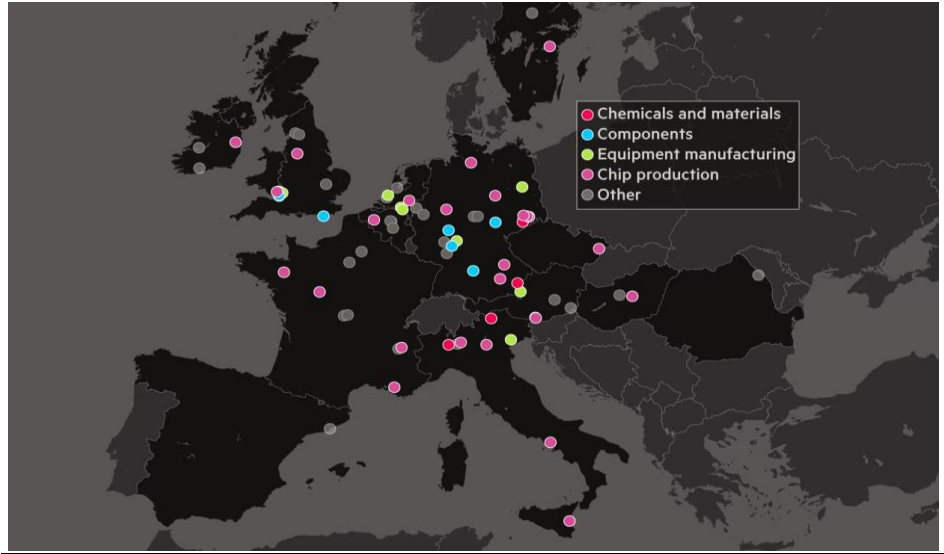 Chemicals and materials
Components
Equipment manufacturing
Chip production
Other